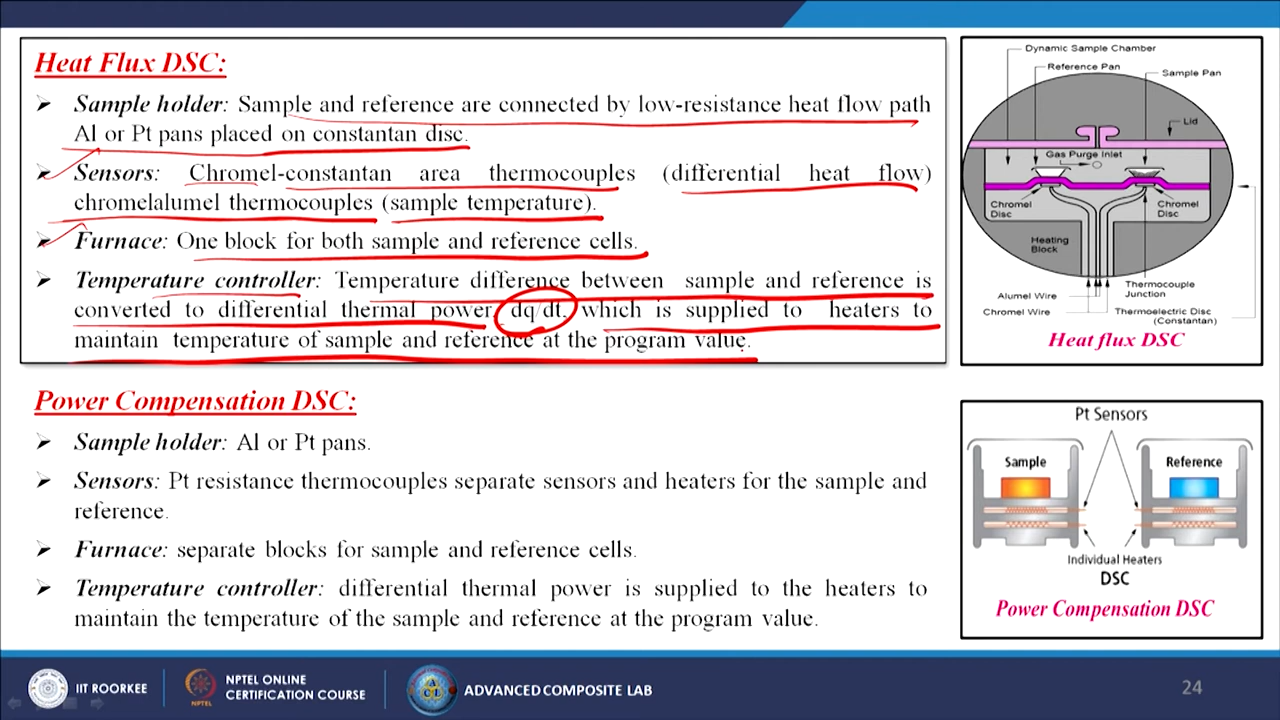 Heat Flux DSC:
➢ Sample holder: Sample and reference are connected by low-resistance heat flow path
Al or Pt pans placed on constantan disc.
➢ Sensors: Chromel-constantan area thermocouples (differential heat flow)
chromelalumel thermocouples (sample temperature).
➢ Furnace: One block for both sample and reference cells.
➢ Temperature controller: Temperature difference between sample and reference is
converted to differential thermal power, dq/dt, which is supplied to heaters to
maintain temperature of sample and reference at the program value.
Dynamic Sample Chamber
Reference Pan
Sample Pan
Lid
Gas Purge Inlet
Chromel
Disc
Chromel
Disc
Heating
Block
Thermocouple
Junction
Alumel Wire
Chromel Wire
Thermoelectric Disc
(Constantan)
Heat flux DSC
Power Compensation DSC:
➢ Sample holder: Al or Pt pans.
➢ Sensors: Pt resistance thermocouples separate sensors and heaters for the sample and
reference.
➢ Furnace: separate blocks for sample and reference cells.
➢ Temperature controller: differential thermal power is supplied to the heaters to
maintain the temperature of the sample and reference at the program value.
Pt Sensors
Sample
Reference
Individual Heaters
DSC
Power Compensation DSC
IIT ROORKEE
NPTEL
NPTEL ONLINE
CERTIFICATION COURSE
ACL
ADVANCED COMPOSITE LAB
24